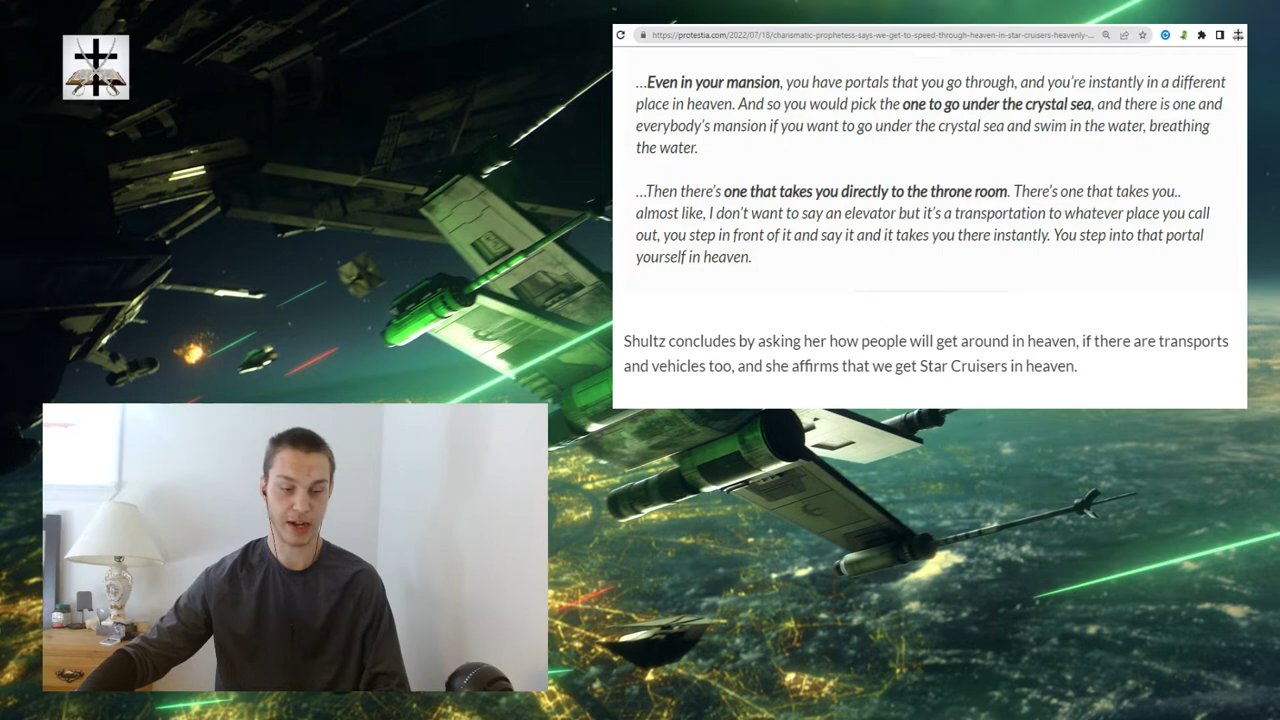 https://protestia.com/2022/07/18/charismatic-prophetess-says-we-get-to-speed-through-heaven-in-star-cruisers-heavenly-...
…Even in your mansion, you have portals that you go through, and you're instantly in a different
place in heaven. And so you would pick the one to go under the crystal sea, and there is one and
everybody's mansion if you want to go under the crystal sea and swim in the water, breathing
the water.
…Then there's one that takes you directly to the throne room. There's one that takes you..
almost like, I don't want to say an elevator but it's a transportation to whatever place you call
out, you step in front of it and say it and it takes you there instantly. You step into that portal
yourself in heaven.
Shultz concludes by asking her how people will get around in heaven, if there are transports
and vehicles too, and she affirms that we get Star Cruisers in heaven.